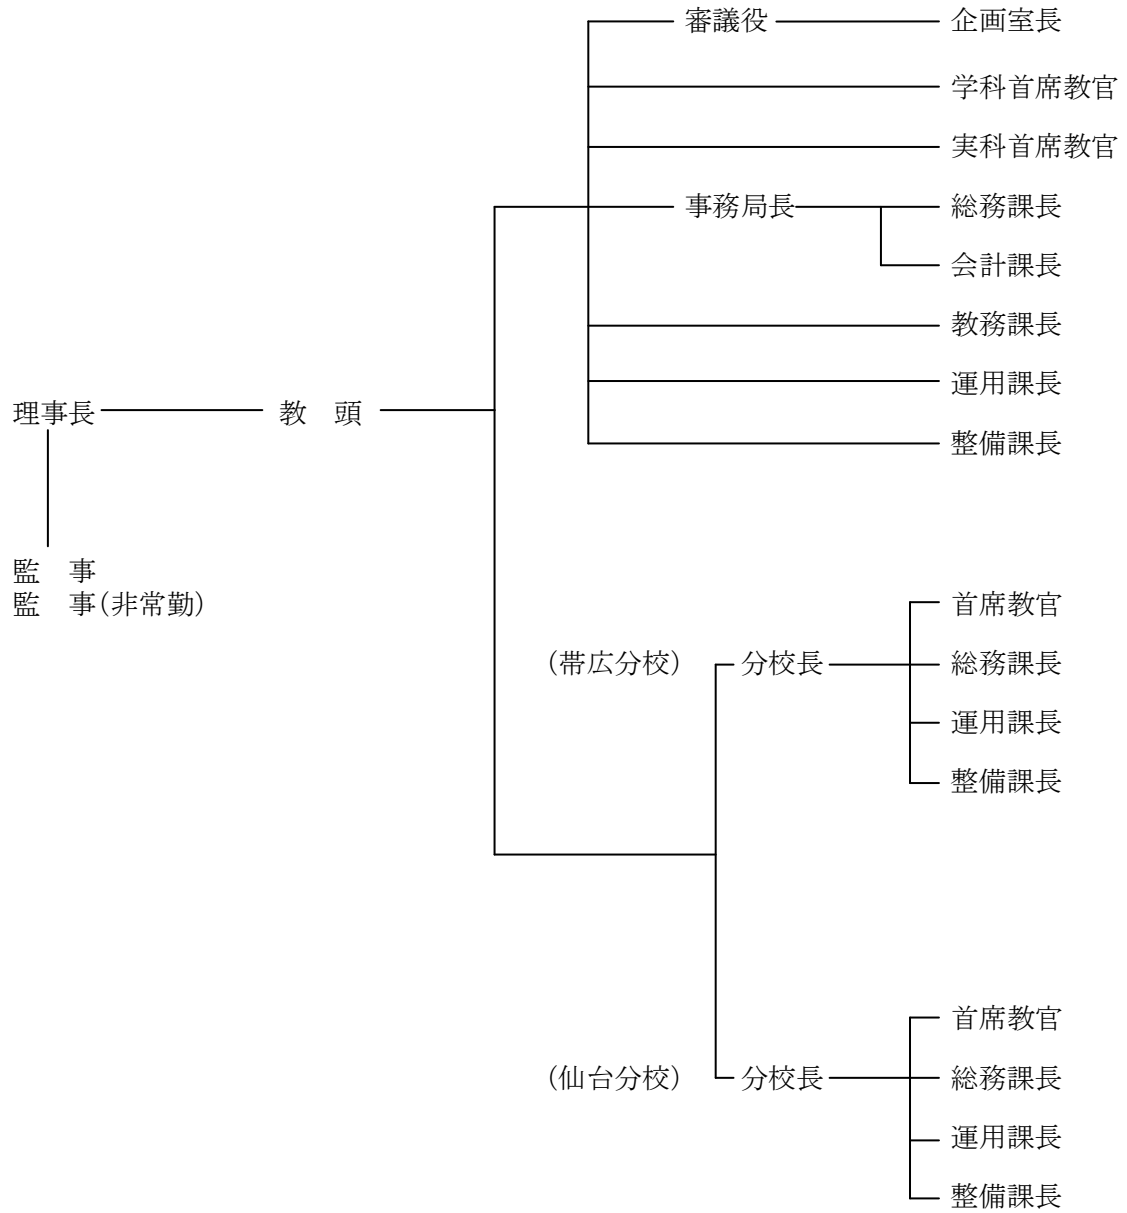 審議役 企画室長
学科首席教官
実科首席教官
事務局長 総務課長
会計課長
教務課長
運用課長
理事長 教　頭
整備課長
監　事
監　事(非常勤)
首席教官
(帯広分校) 分校長 総務課長
運用課長
整備課長
首席教官
(仙台分校) 分校長 総務課長
運用課長
整備課長